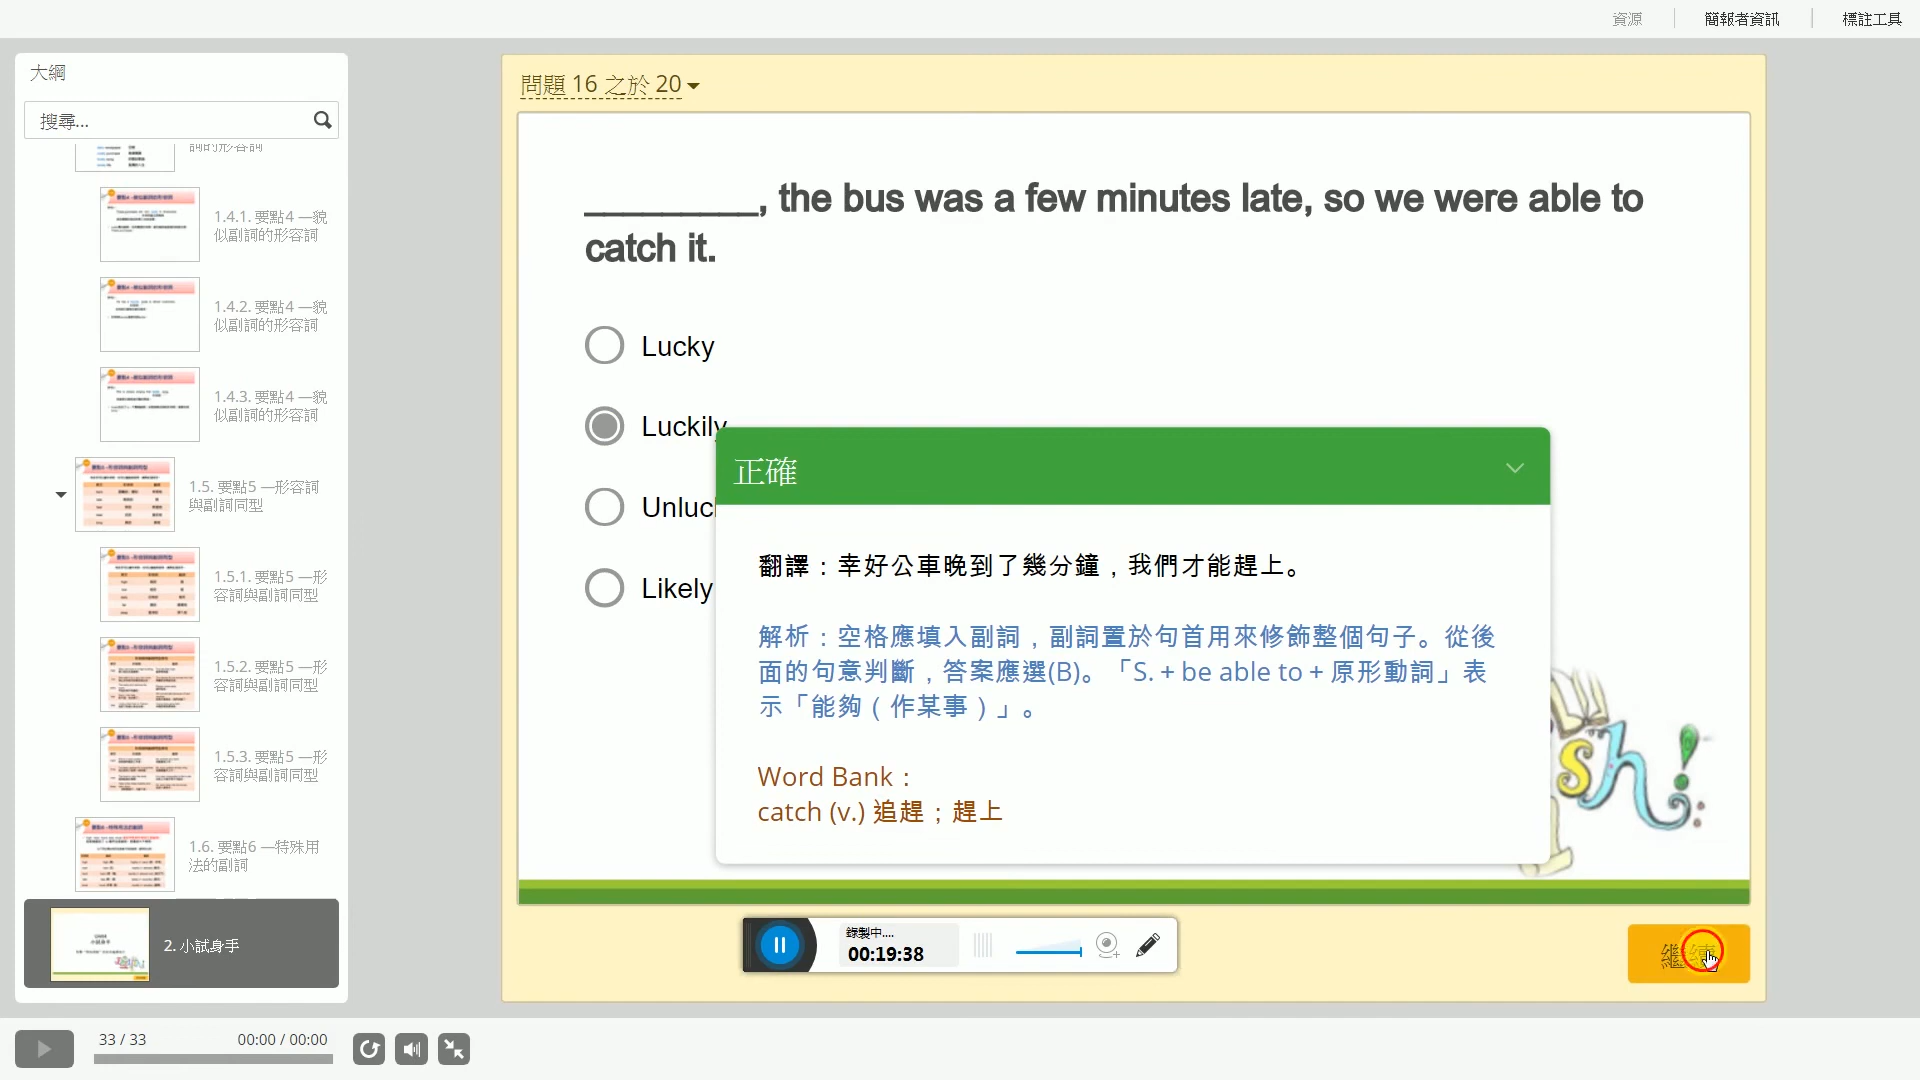 資源
簡報者資訊
標註工具
大綱
搜尋...
詞的形容詞
1.4.1. 要點4 —貌
似副詞的形容詞
1.4.2. 要點4 —貌
似副詞的形容詞
1.4.3. 要點4 —貌
似副詞的形容詞
1.5. 要點5 —形容詞
與副詞同型
1.5.1. 要點5 —形
容詞與副詞同型
1.5.2. 要點5 —形
容詞與副詞同型
1.5.3. 要點5 —形
容詞與副詞同型
1.6. 要點6 —特殊用
法的副詞
2. 小試身手
問題 16 之於 20
_________, the bus was a few minutes late, so we were able to
catch it.
Lucky
Luckily
Unluc
Likely
正確
翻譯：幸好公車晚到了幾分鐘，我們才能趕上。
解析：空格應填入副詞，副詞置於句首用來修飾整個句子。從後
面的句意判斷，答案應選(B)。「S. + be able to + 原形動詞」表
示「能夠（作某事）」。
Word Bank：
catch (v.) 追趕；趕上
sh!
錄製中....
00:19:38
繼續
33 / 33
00:00 / 00:00